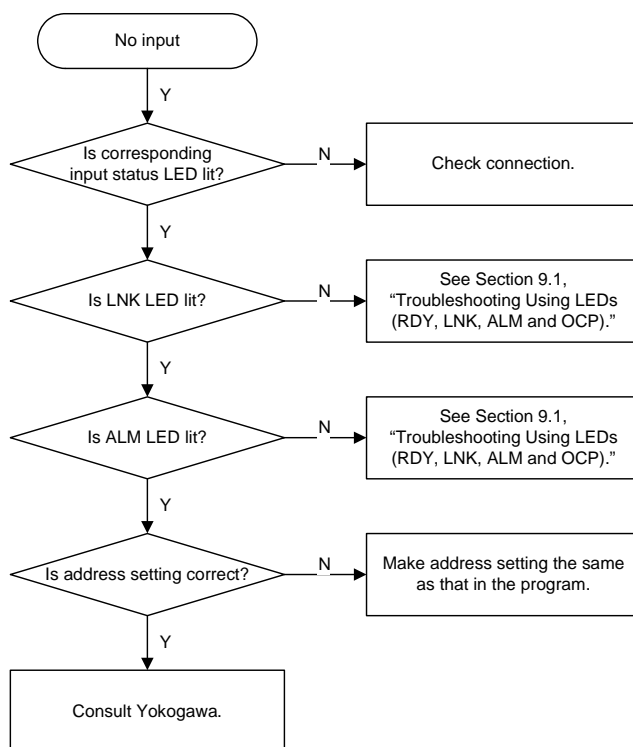 No input
Y
Is corresponding
input status LED lit?
N
Check connection.
Y
Is LNK LED lit?
N
See Section 9.1,
“Troubleshooting Using LEDs
(RDY, LNK, ALM and OCP).”
Y
Is ALM LED lit?
N
See Section 9.1,
“Troubleshooting Using LEDs
(RDY, LNK, ALM and OCP).”
Y
Is address setting correct?
N
Make address setting the same
as that in the program.
Y
Consult Yokogawa.